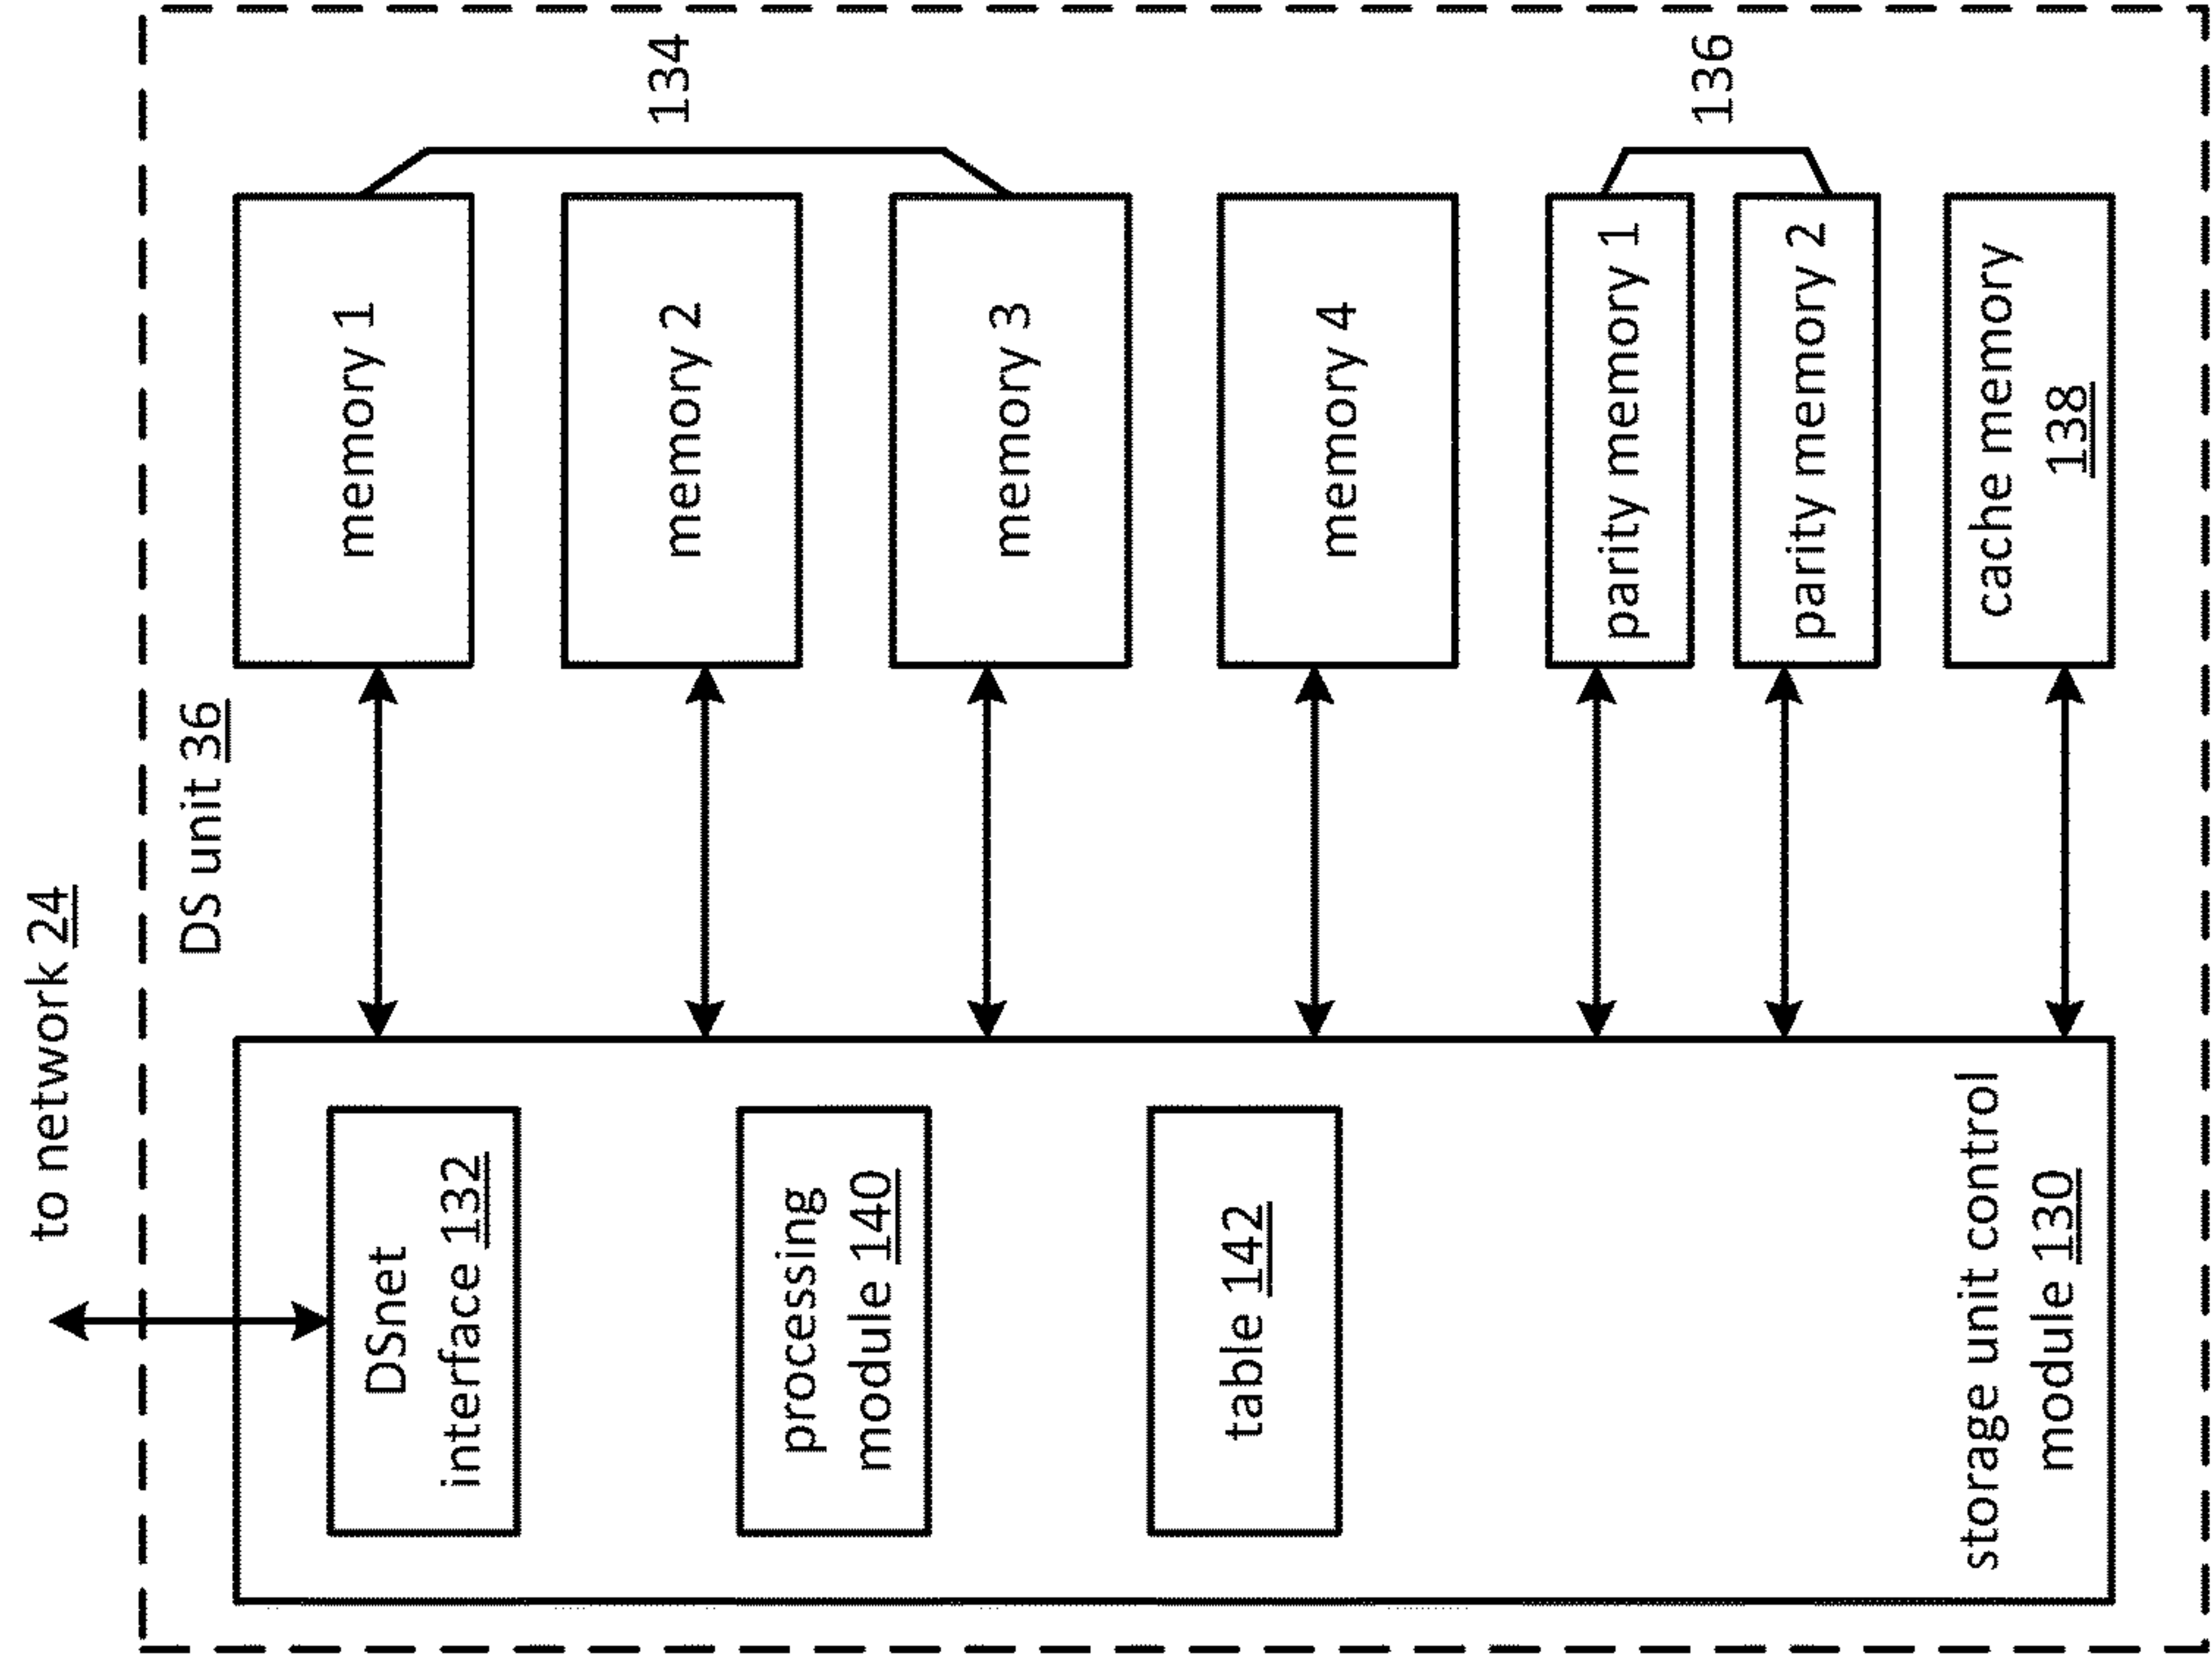 to network 24
DS unit 36
DSnet
interface 132
processing
module 140
table 142
storage unit control
module 130
memory 1
memory 2
memory 3
134
memory 4
parity memory 1
parity memory 2
136
cache memory
138